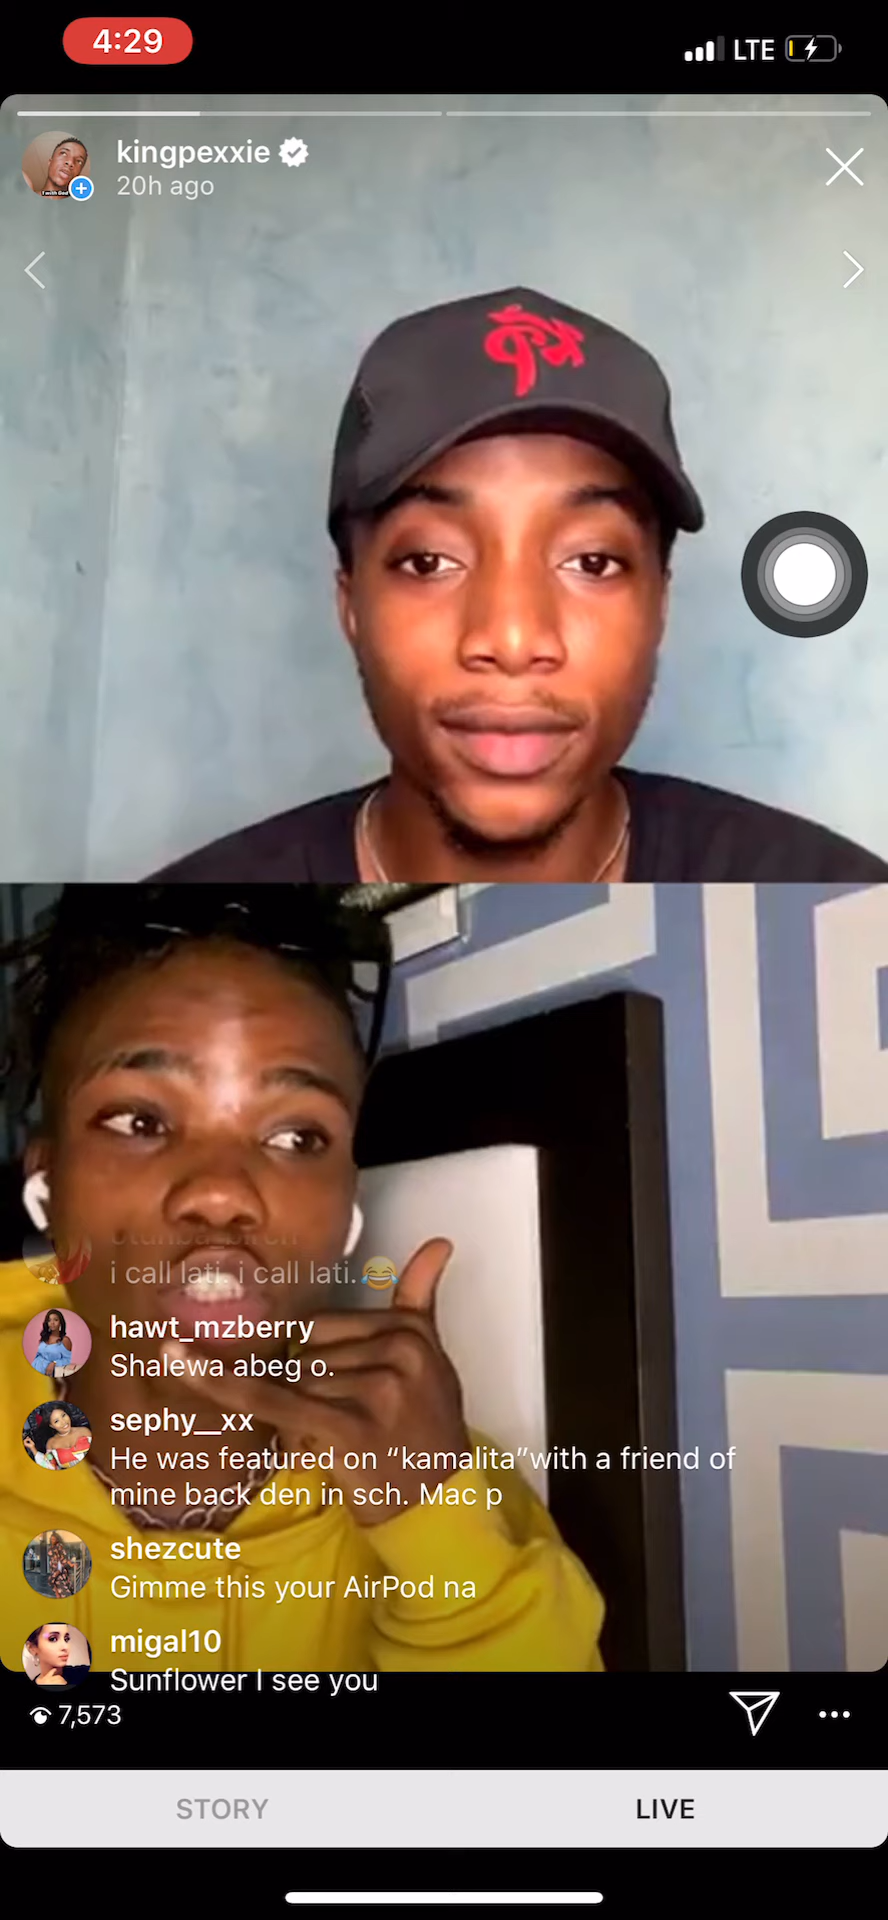 4:29
LTE
kingpexxie
20h ago
i call lati. i call lati.😂
hawt_mzberry
Shalewa abeg o.
sephy__xx
He was featured on “kamalita”with a friend of
mine back den in sch. Mac p
shezcute
Gimme this your AirPod na
migal10
Sunflower I see you
7,573
STORY
LIVE